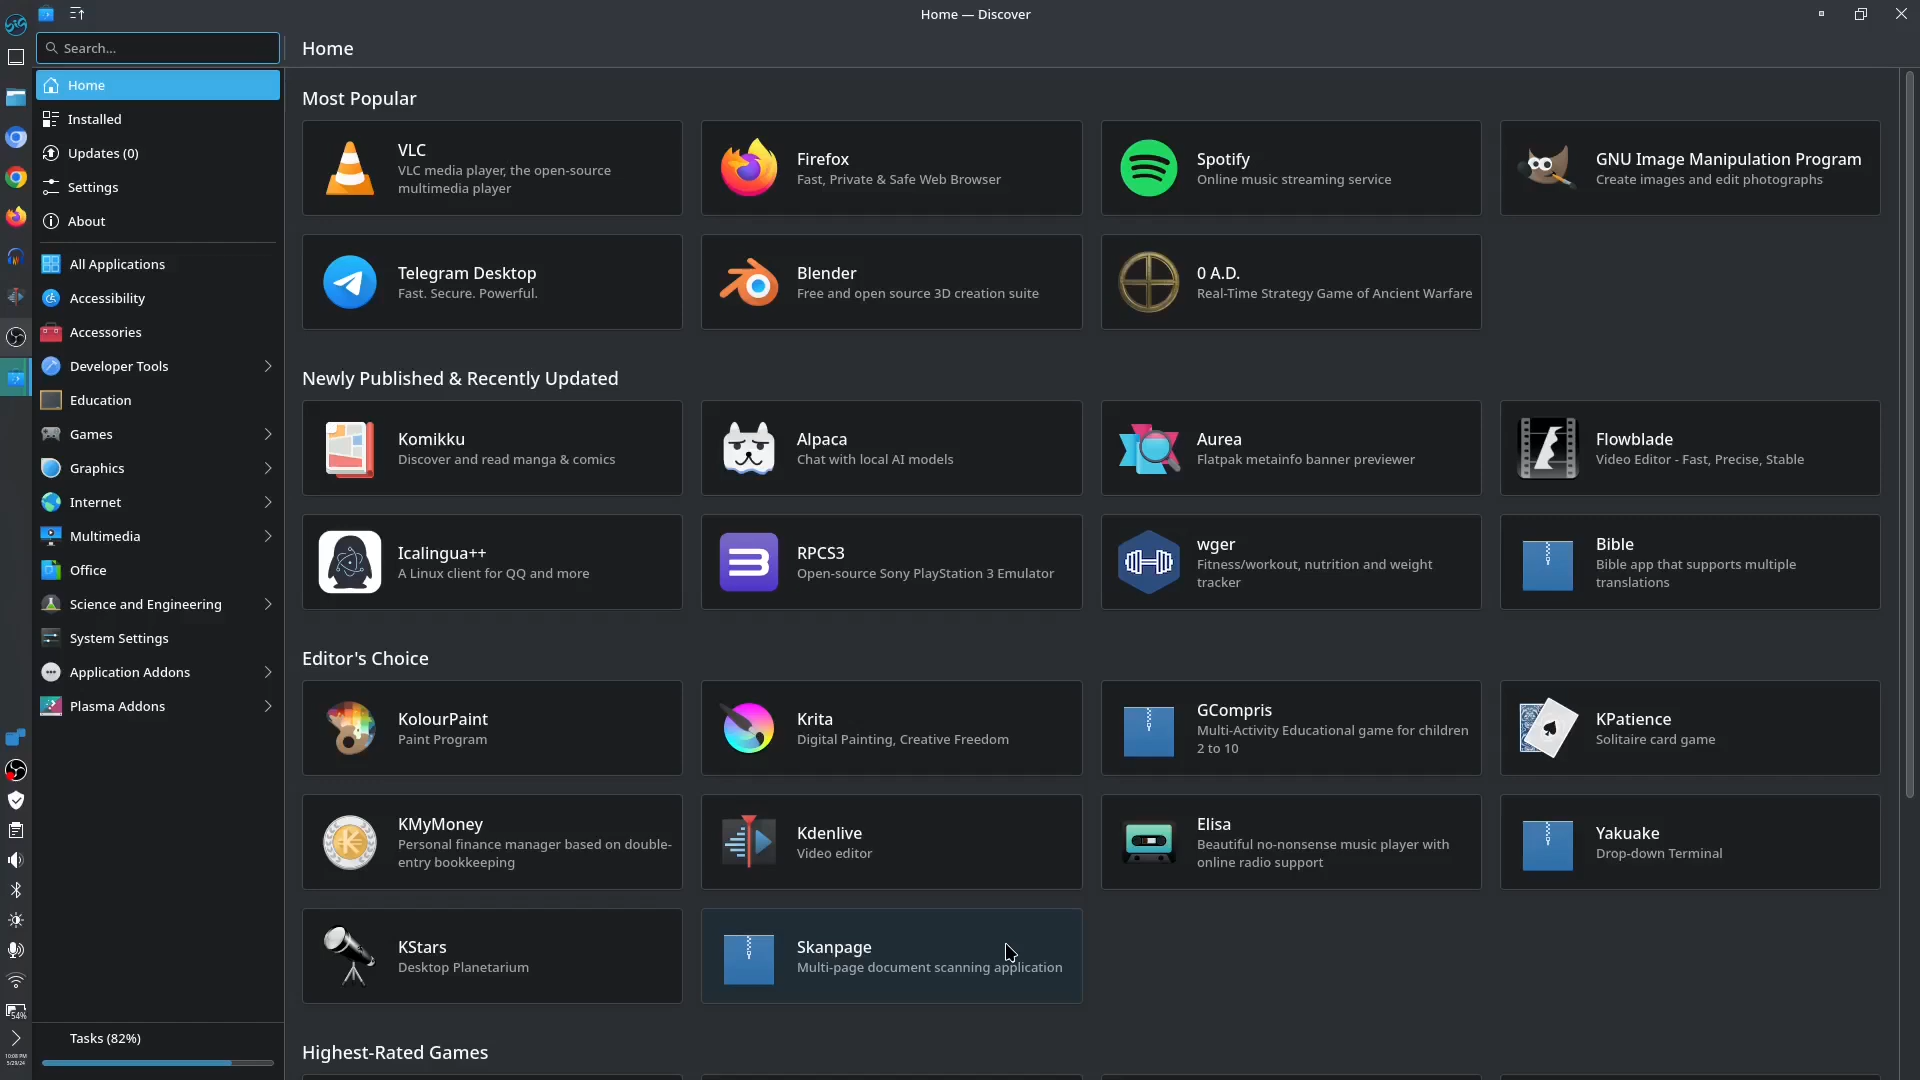 Home — Discover
Search...
Home
Installed
Updates (0)
Settings
About
All Applications
Accessibility
Accessories
Developer Tools
Education
Games
Graphics
Internet
Multimedia
Office
Science and Engineering
System Settings
Application Addons
Plasma Addons
Tasks (82%)
54%
10:08 PM
5/29/24
Home
Most Popular
VLC
VLC media player, the open-source
multimedia player
Firefox
Fast, Private & Safe Web Browser
Spotify
Online music streaming service
GNU Image Manipulation Program
Create images and edit photographs
Telegram Desktop
Fast. Secure. Powerful.
Blender
Free and open source 3D creation suite
0 A.D.
Real-Time Strategy Game of Ancient Warfare
Newly Published & Recently Updated
Komikku
Discover and read manga & comics
Alpaca
Chat with local AI models
Aurea
Flatpak metainfo banner previewer
Flowblade
Video Editor - Fast, Precise, Stable
Icalingua++
A Linux client for QQ and more
RPCS3
Open-source Sony PlayStation 3 Emulator
wger
Fitness/workout, nutrition and weight
tracker
Bible
Bible app that supports multiple
translations
Editor's Choice
KolourPaint
Paint Program
Krita
Digital Painting, Creative Freedom
GCompris
Multi-Activity Educational game for children
2 to 10
KPatience
Solitaire card game
KMyMoney
Personal finance manager based on double-
entry bookkeeping
Kdenlive
Video editor
Elisa
Beautiful no-nonsense music player with
online radio support
Yakuake
Drop-down Terminal
KStars
Desktop Planetarium
Skanpage
Multi-page document scanning application
Highest-Rated Games